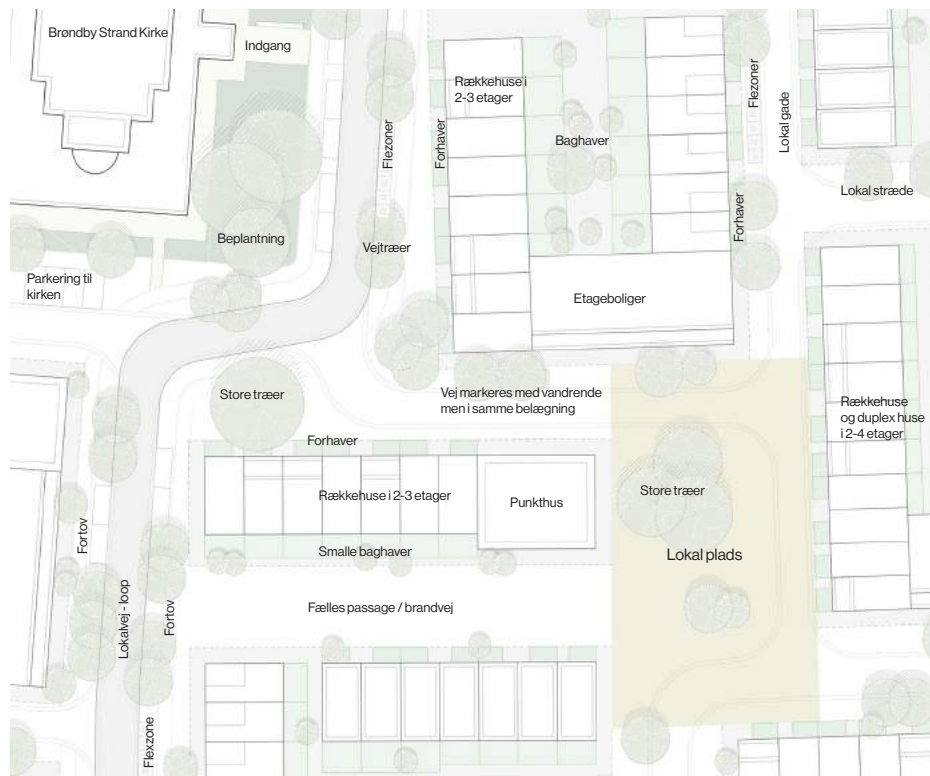 Brøndby Strand Kirke
Indgang
Rækkehuse i
2-3 etager
Flezoner
Forhaver
Baghaver
Flezoner
Lokal gade
Lokal stræde
Forhaver
Beplantning
Vejtræer
Parkering til
kirken
Etageboliger
Store træer
Vej markeres med vandrende
men i samme belægning
Rækkehuse
og duplex huse
i 2-4 etager
Forhaver
Rækkehuse i 2-3 etager
Punkthus
Store træer
Fortov
Smalle baghaver
Lokal plads
Lokalvej - loop
Fortov
Fælles passage / brandvej
Flexzone